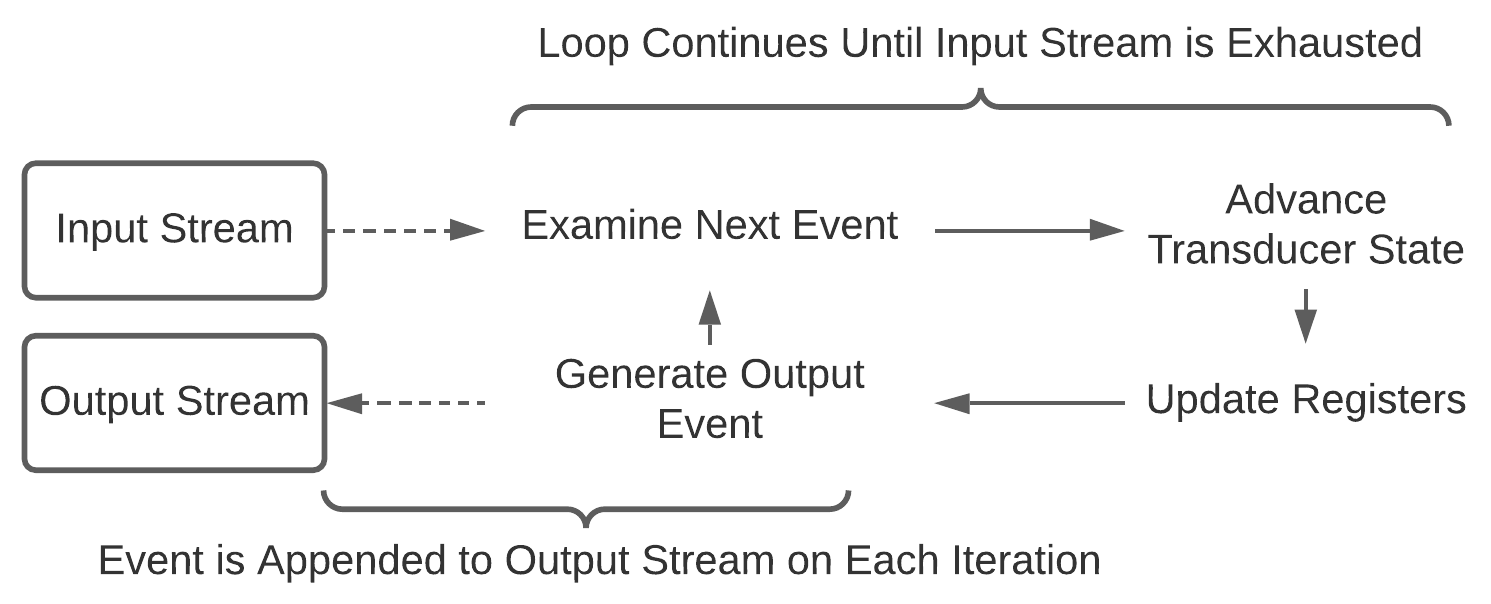 Loop Continues Until Input Stream is Exhausted
Input Stream
Examine Next Event
Advance
Transducer State
Output Stream
Generate Output
Event
Update Registers
Event is Appended to Output Stream on Each Iteration